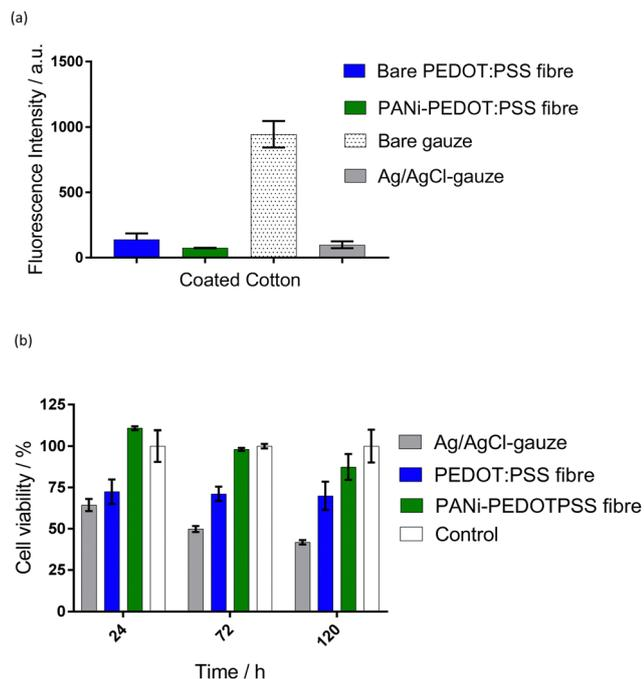 (a)
Fluorescence Intensity / a.u.
1500
1000
500
0
Coated Cotton
Bare PEDOT:PSS fibre
PANi-PEDOT:PSS fibre
Bare gauze
Ag/AgCl-gauze
(b)
Cell viability / %
125
100
75
50
25
0
24
72
120
Time / h
Ag/AgCl-gauze
PEDOT:PSS fibre
PANi-PEDOTPSS fibre
Control